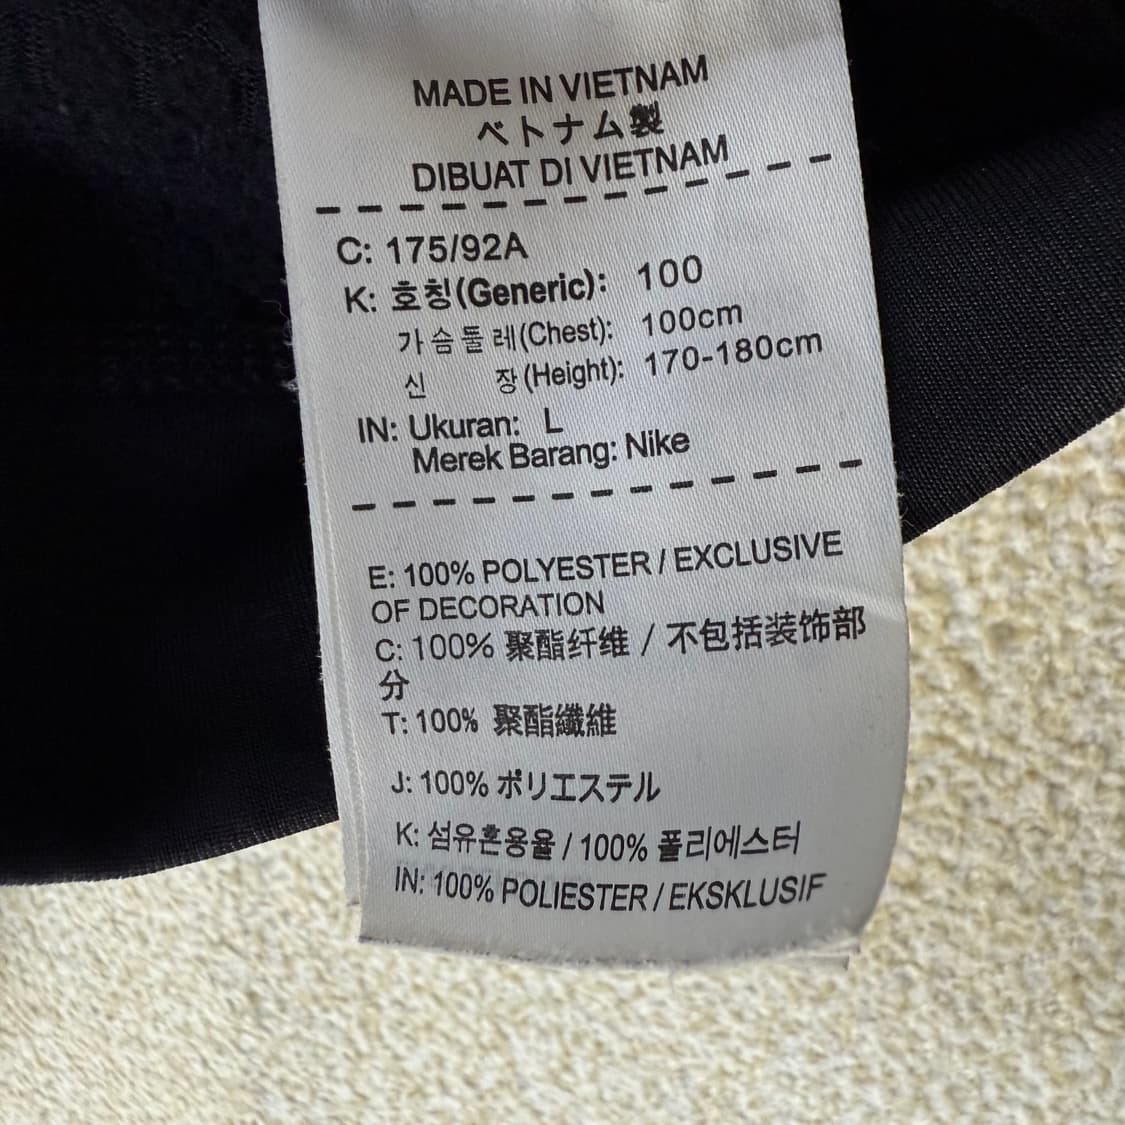 MADE IN VIETNAM
ベトナム製
DIBUAT DI VIETNAM
C: 175/92A
K: 호칭(Generic): 100
가슴둘레(Chest): 100cm
신 장(Height): 170-180cm
IN: Ukuran: L
Merek Barang: Nike
E: 100% POLYESTER / EXCLUSIVE
OF DECORATION
C: 100% 聚酯纤维 / 不包括装饰部
分
T: 100% 聚酯纖維
J: 100% ポリエステル
K: 섬유혼용율 / 100% 폴리에스터
IN: 100% POLIESTER / EKSKLUSIF